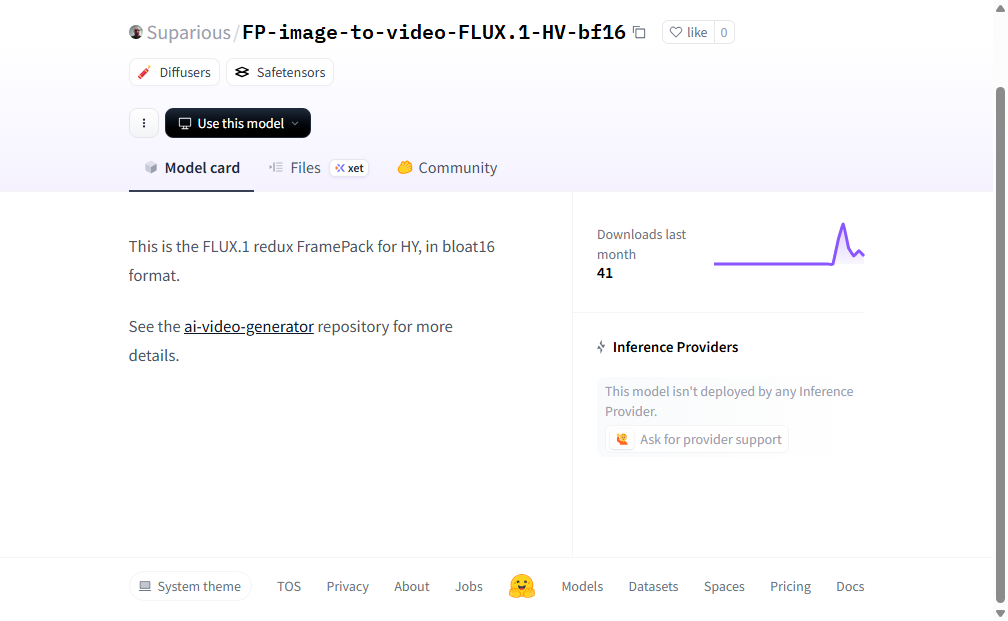 Suparious/FP-image-to-video-FLUX.1-HV-bf16 like 0
Diffusers Safetensors
Use this model
Model card Files xet Community
This is the FLUX.1 redux FramePack for HY, in bloat16
format.
See the ai-video-generator repository for more
details.
Downloads last
month
41
Inference Providers
This model isn't deployed by any Inference
Provider.
Ask for provider support
System theme TOS Privacy About Jobs Models Datasets Spaces Pricing Docs